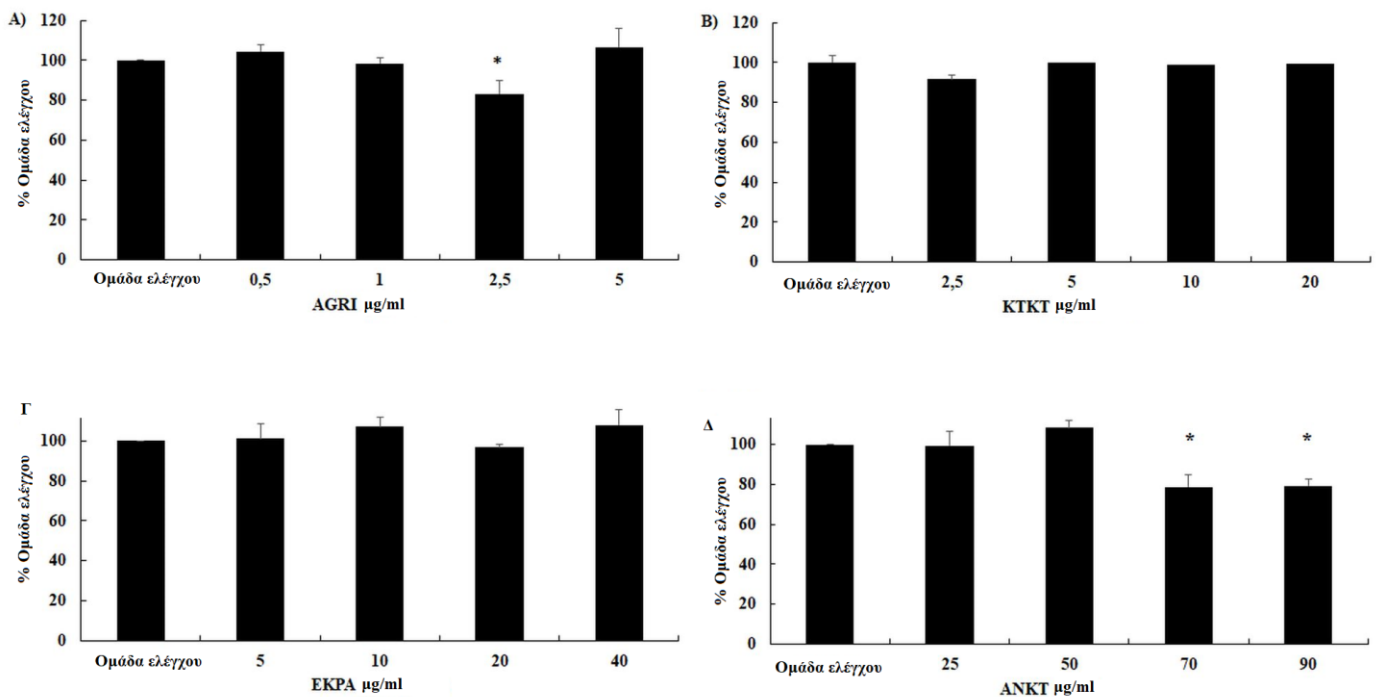 Α)
120
100
80
60
40
20
0
% Ομάδα ελέγχου
*
Ομάδα ελέγχου 0,5 1 2,5 5
AGRI μg/ml
Β)
120
100
80
60
40
20
0
% Ομάδα ελέγχου
Ομάδα ελέγχου 2,5 5 10 20
KTKT μg/ml
Γ
100
80
60
40
20
0
% Ομάδα ελέγχου
Ομάδα ελέγχου 5 10 20 40
EKPA μg/ml
Δ
100
80
60
40
20
0
% Ομάδα ελέγχου
* *
Ομάδα ελέγχου 25 50 70 90
ANKT μg/ml